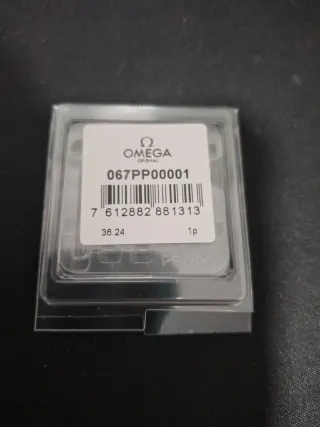 Ω
OMEGA
ORIGINAL
067PP00001
7 612882 881313
36.24 1p